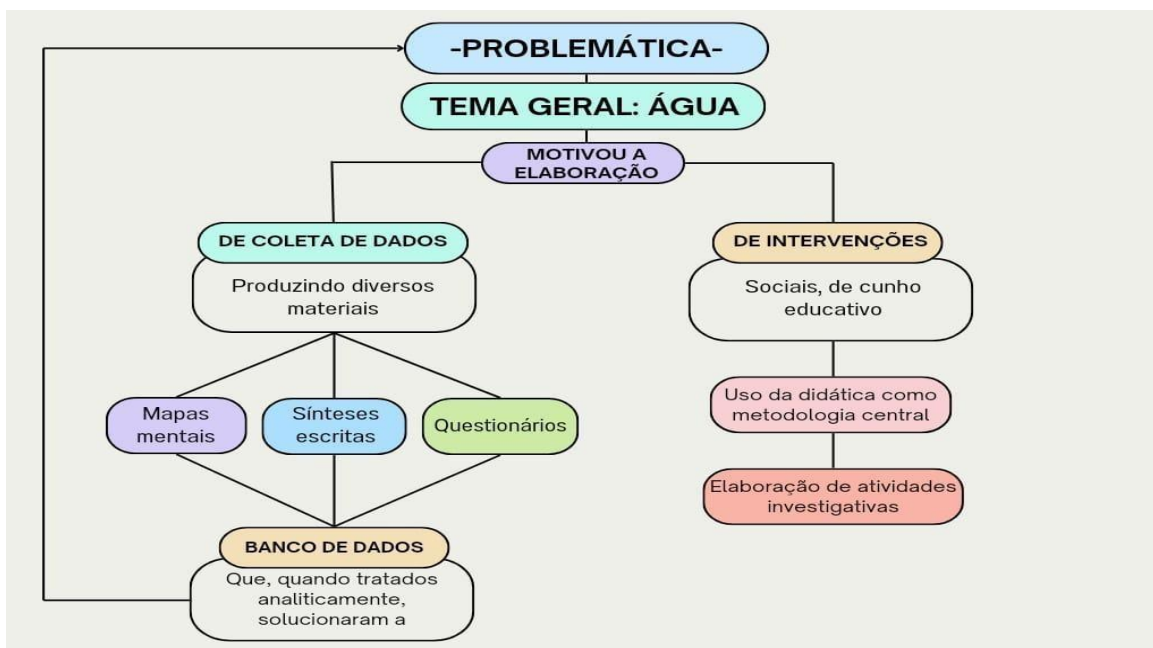 -PROBLEMÁTICA-
TEMA GERAL: ÁGUA
MOTIVOU A
ELABORAÇÃO
DE COLETA DE DADOS
Produzindo diversos
materiais
Mapas
mentais
Sínteses
escritas
Questionários
BANCO DE DADOS
Que, quando tratados
analiticamente,
solucionaram a
DE INTERVENÇÕES
Sociais, de cunho
educativo
Uso da didática como
metodologia central
Elaboração de atividades
investigativas